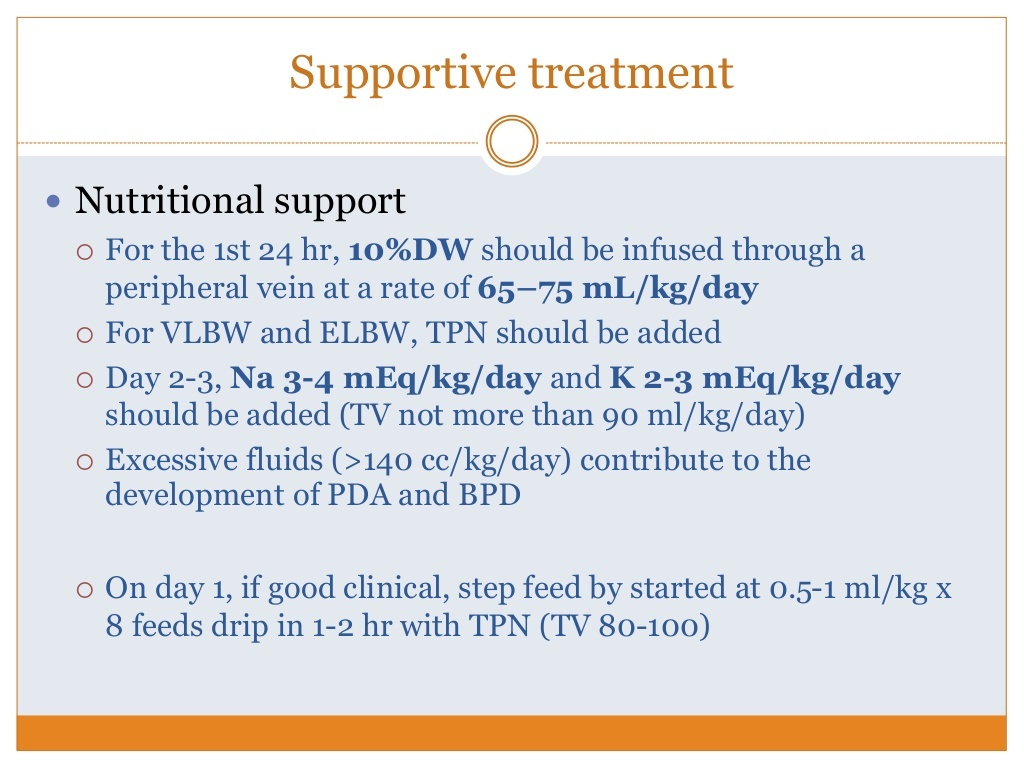 Supportive treatment
Nutritional support
For the 1st 24 hr, 10%DW should be infused through a
peripheral vein at a rate of 65–75 mL/kg/day
For VLBW and ELBW, TPN should be added
Day 2-3, Na 3-4 mEq/kg/day and K 2-3 mEq/kg/day
should be added (TV not more than 90 ml/kg/day)
Excessive fluids (>140 cc/kg/day) contribute to the
development of PDA and BPD
On day 1, if good clinical, step feed by started at 0.5-1 ml/kg x
8 feeds drip in 1-2 hr with TPN (TV 80-100)